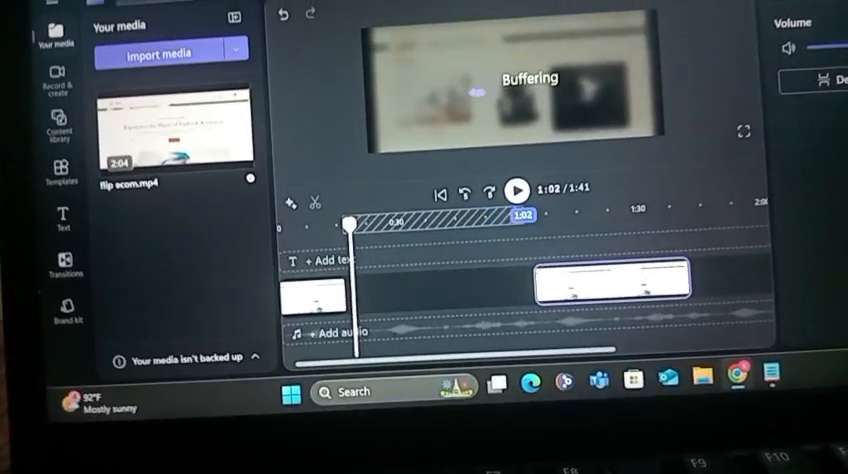 Your media
Import media
Your media
Record &
create
Content
library
Templates
Text
Transitions
Brand kit
2:04
flip ecom.mp4
Your media isn't backed up
Buffering
1:02 / 1:41
0
0:30
1:02
1:30
2:00
T + Add text
+ Add audio
Volume
De
92°F
Mostly sunny
Search
F8
F9
F10